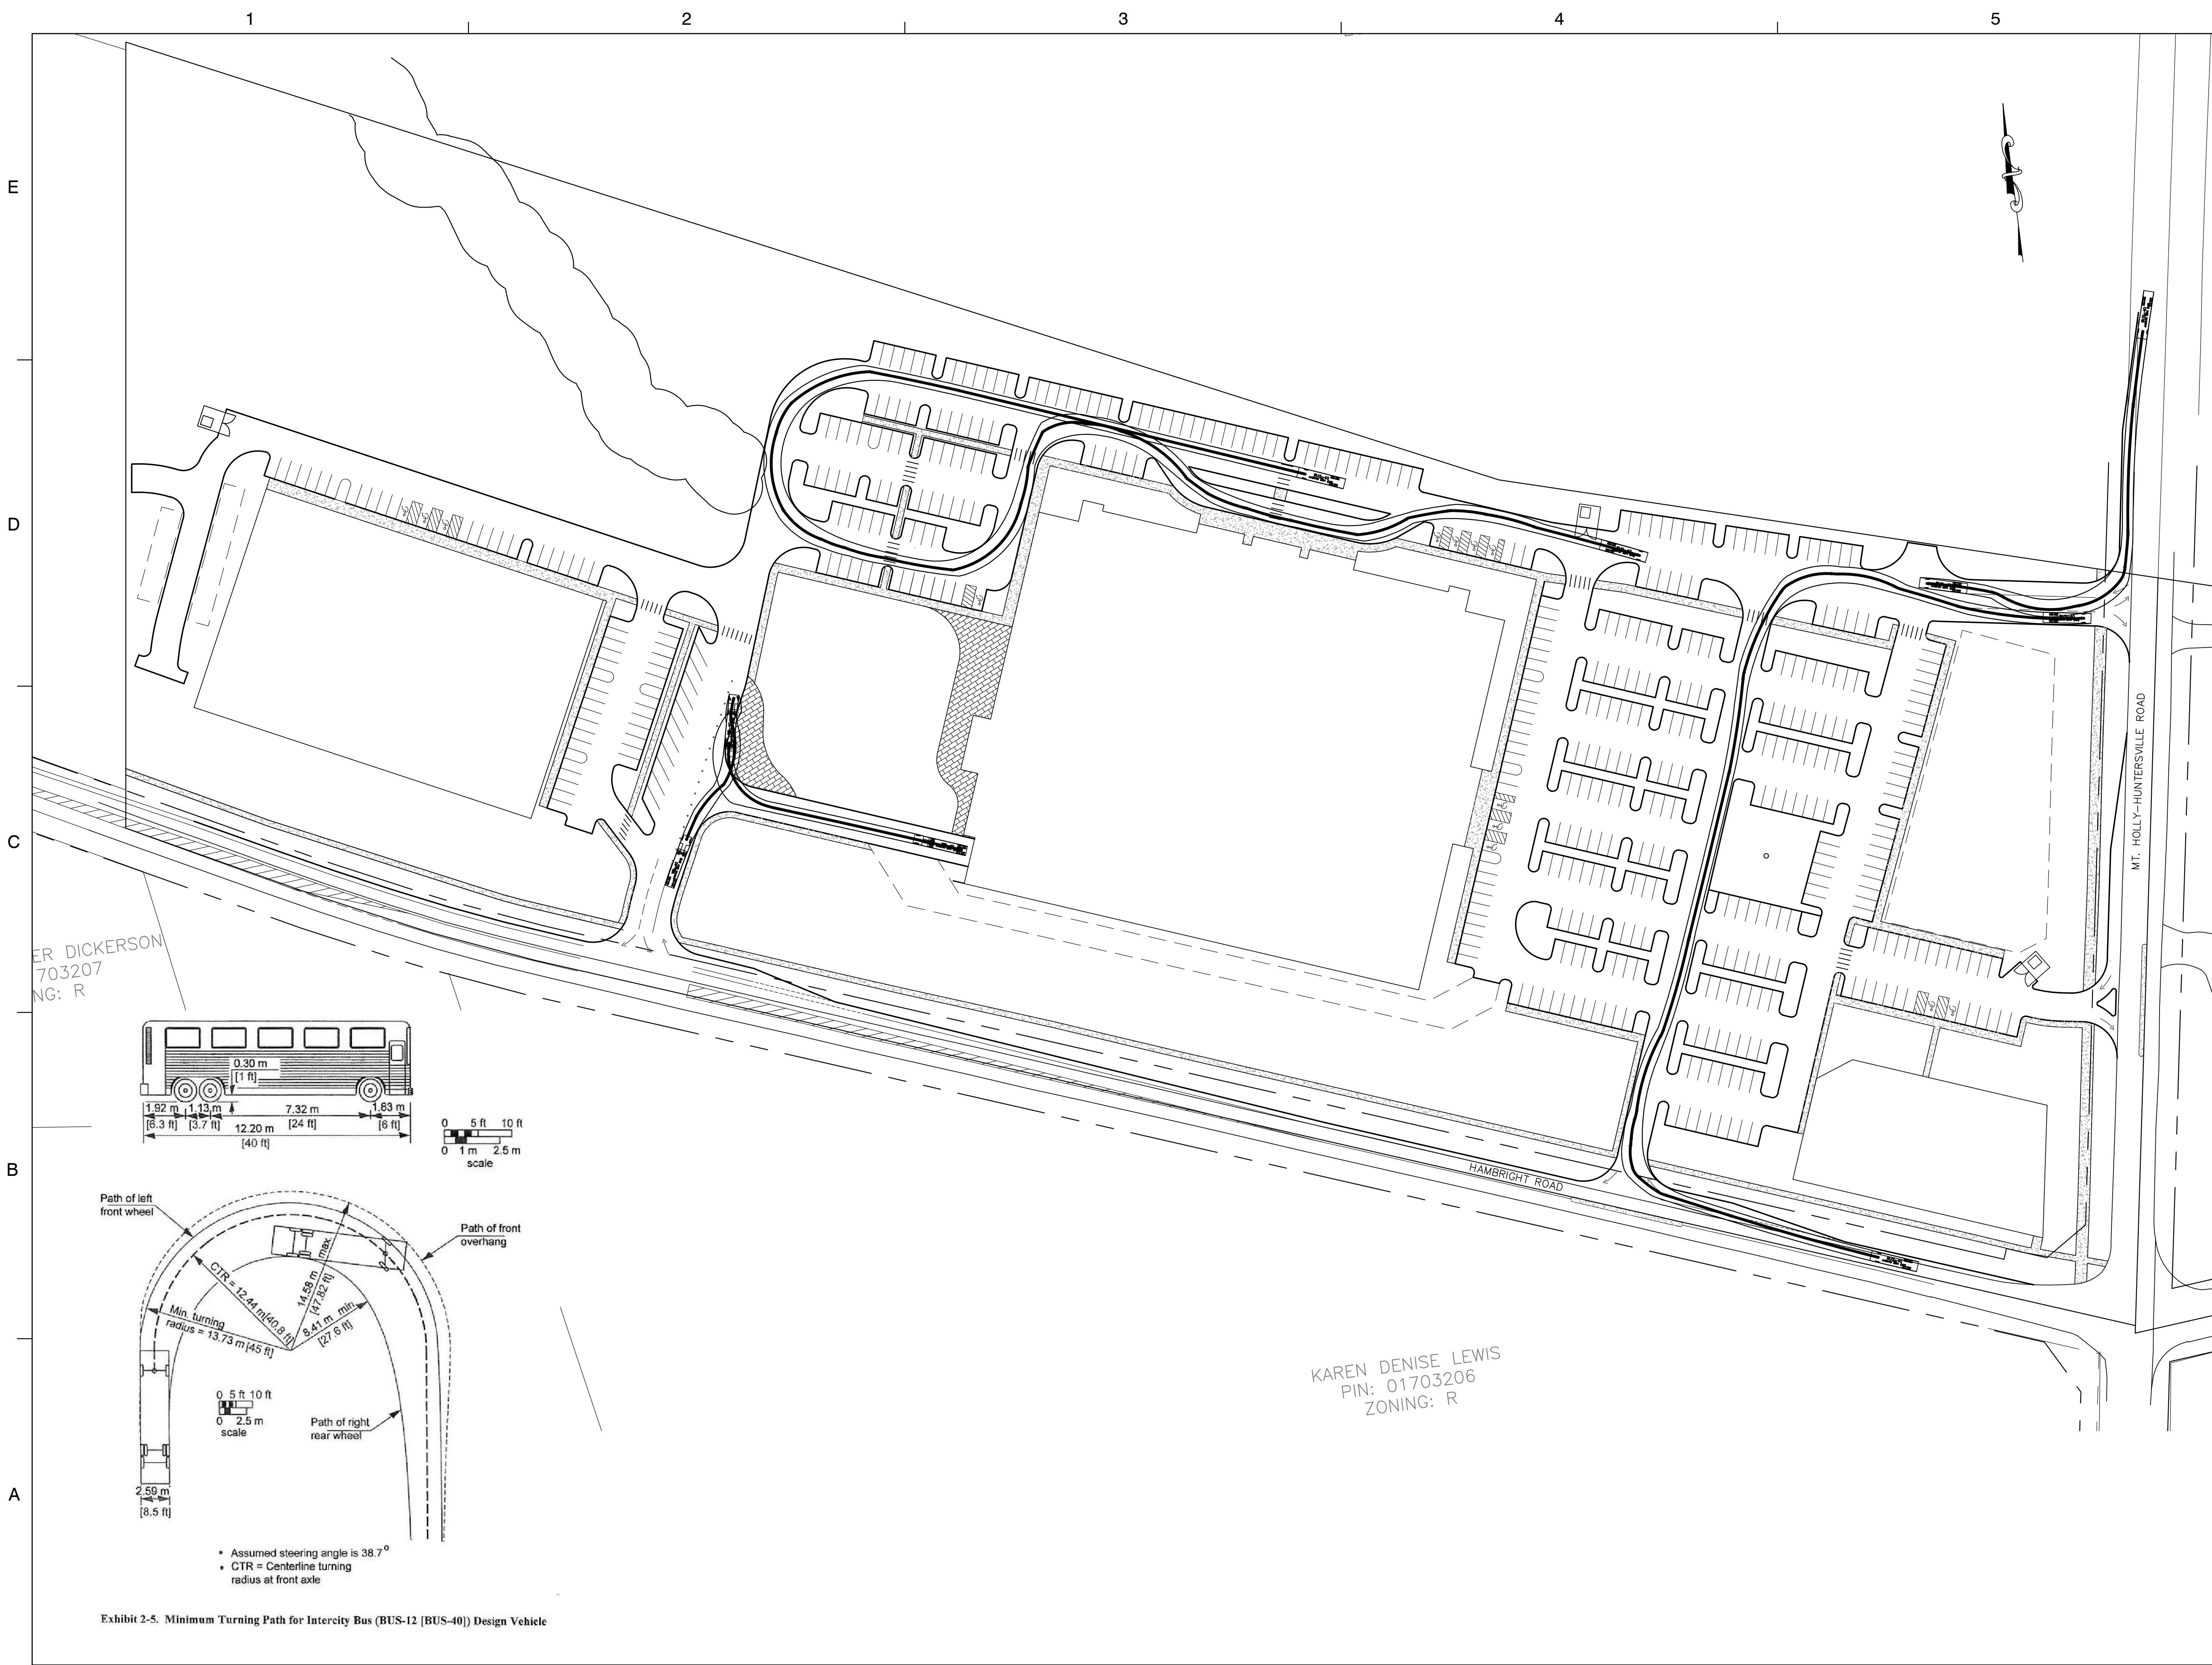 1 2 3 4 5
E
D
C
B
A
MT. HOLLY-HUNTERSVILLE ROAD
ER DICKERSON
703207
NG: R
HAMBRIGHT ROAD
KAREN DENISE LEWIS
PIN: 01703206
ZONING: R
0.30 m
[1 ft]
1.92 m 1.13 m 7.32 m 1.83 m
[6.3 ft] [3.7 ft] [24 ft] [6 ft]
12.20 m
[40 ft]
0 5 ft 10 ft
0 1 m 2.5 m
scale
Path of left
front wheel
Path of front
overhang
CTR = 12.44 m[40.8 ft]
14.58 m max.
[47.82 ft]
Min. turning
radius = 13.73 m [45 ft]
8.41 m min.
[27.6 ft]
0 5 ft 10 ft
0 2.5 m
scale
Path of right
rear wheel
2.59 m
[8.5 ft]
• Assumed steering angle is 38.7°
• CTR = Centerline turning
radius at front axle
Exhibit 2-5. Minimum Turning Path for Intercity Bus (BUS-12 [BUS-40]) Design Vehicle